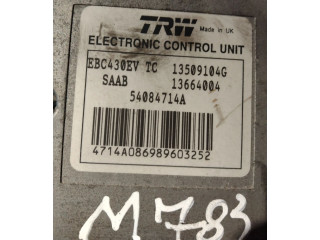 TRW Made in UK
ELECTRONIC CONTROL UNIT
EBC430EV TC 13509104G
SAAB 13664004
54084714A
4714A086989603252
M783